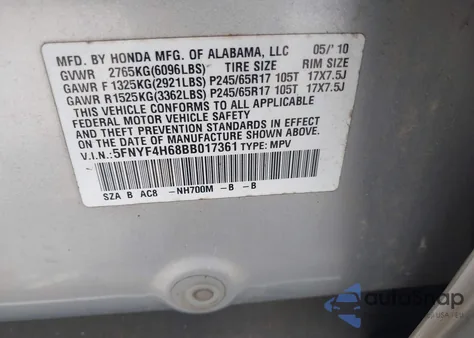 MFD. BY HONDA MFG. OF ALABAMA, LLC 05/'10
GVWR 2765KG(6096LBS) TIRE SIZE RIM SIZE
GAWR F 1325KG(2921LBS) P245/65R17 105T 17X7.5J
GAWR R1525KG(3362LBS) P245/65R17 105T 17X7.5J
THIS VEHICLE CONFORMS TO ALL APPLICABLE
FEDERAL MOTOR VEHICLE SAFETY AND
THEFT PREVENTION STANDARDS IN EFFECT ON
THE DATE OF MANUFACTURE SHOWN ABOVE.
V.I.N.:5FNYF4H68BB017361 TYPE: MPV
SZA B AC8 -NH700M -B -B
autoSnap